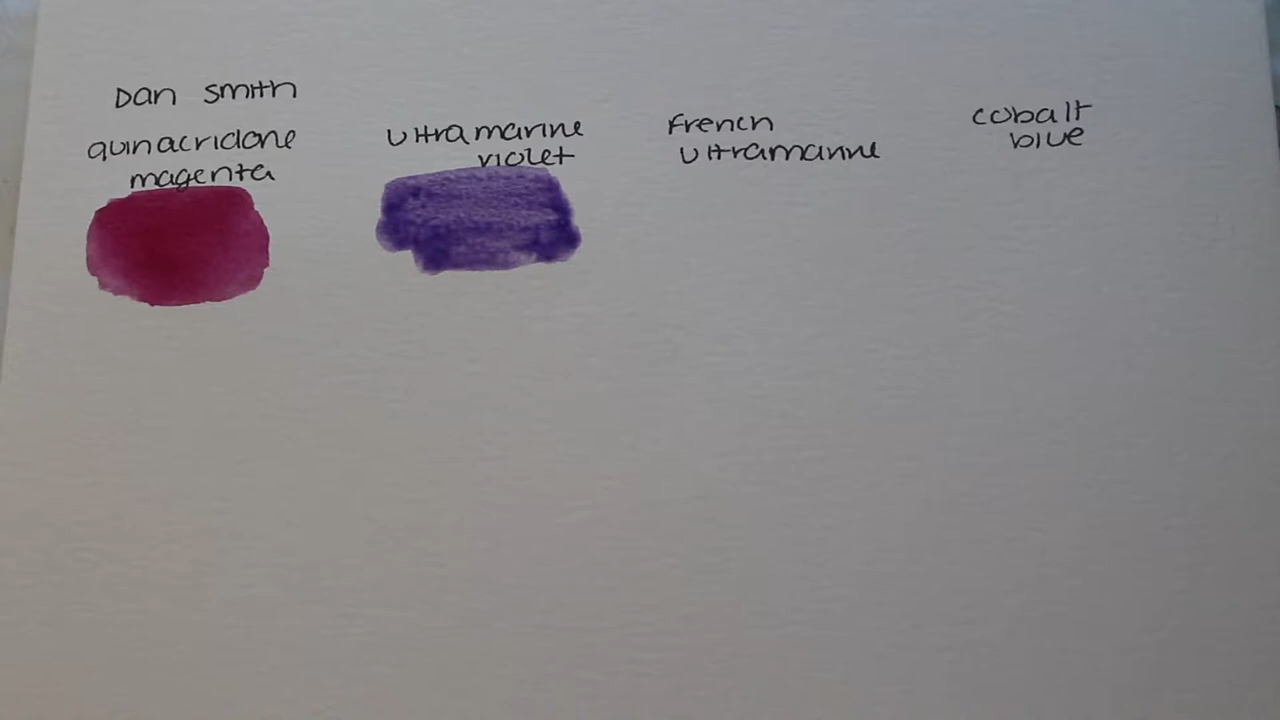 Dan Smith
quinacridone
magenta
Ultramarine
violet
French
Ultramarine
cobalt
blue